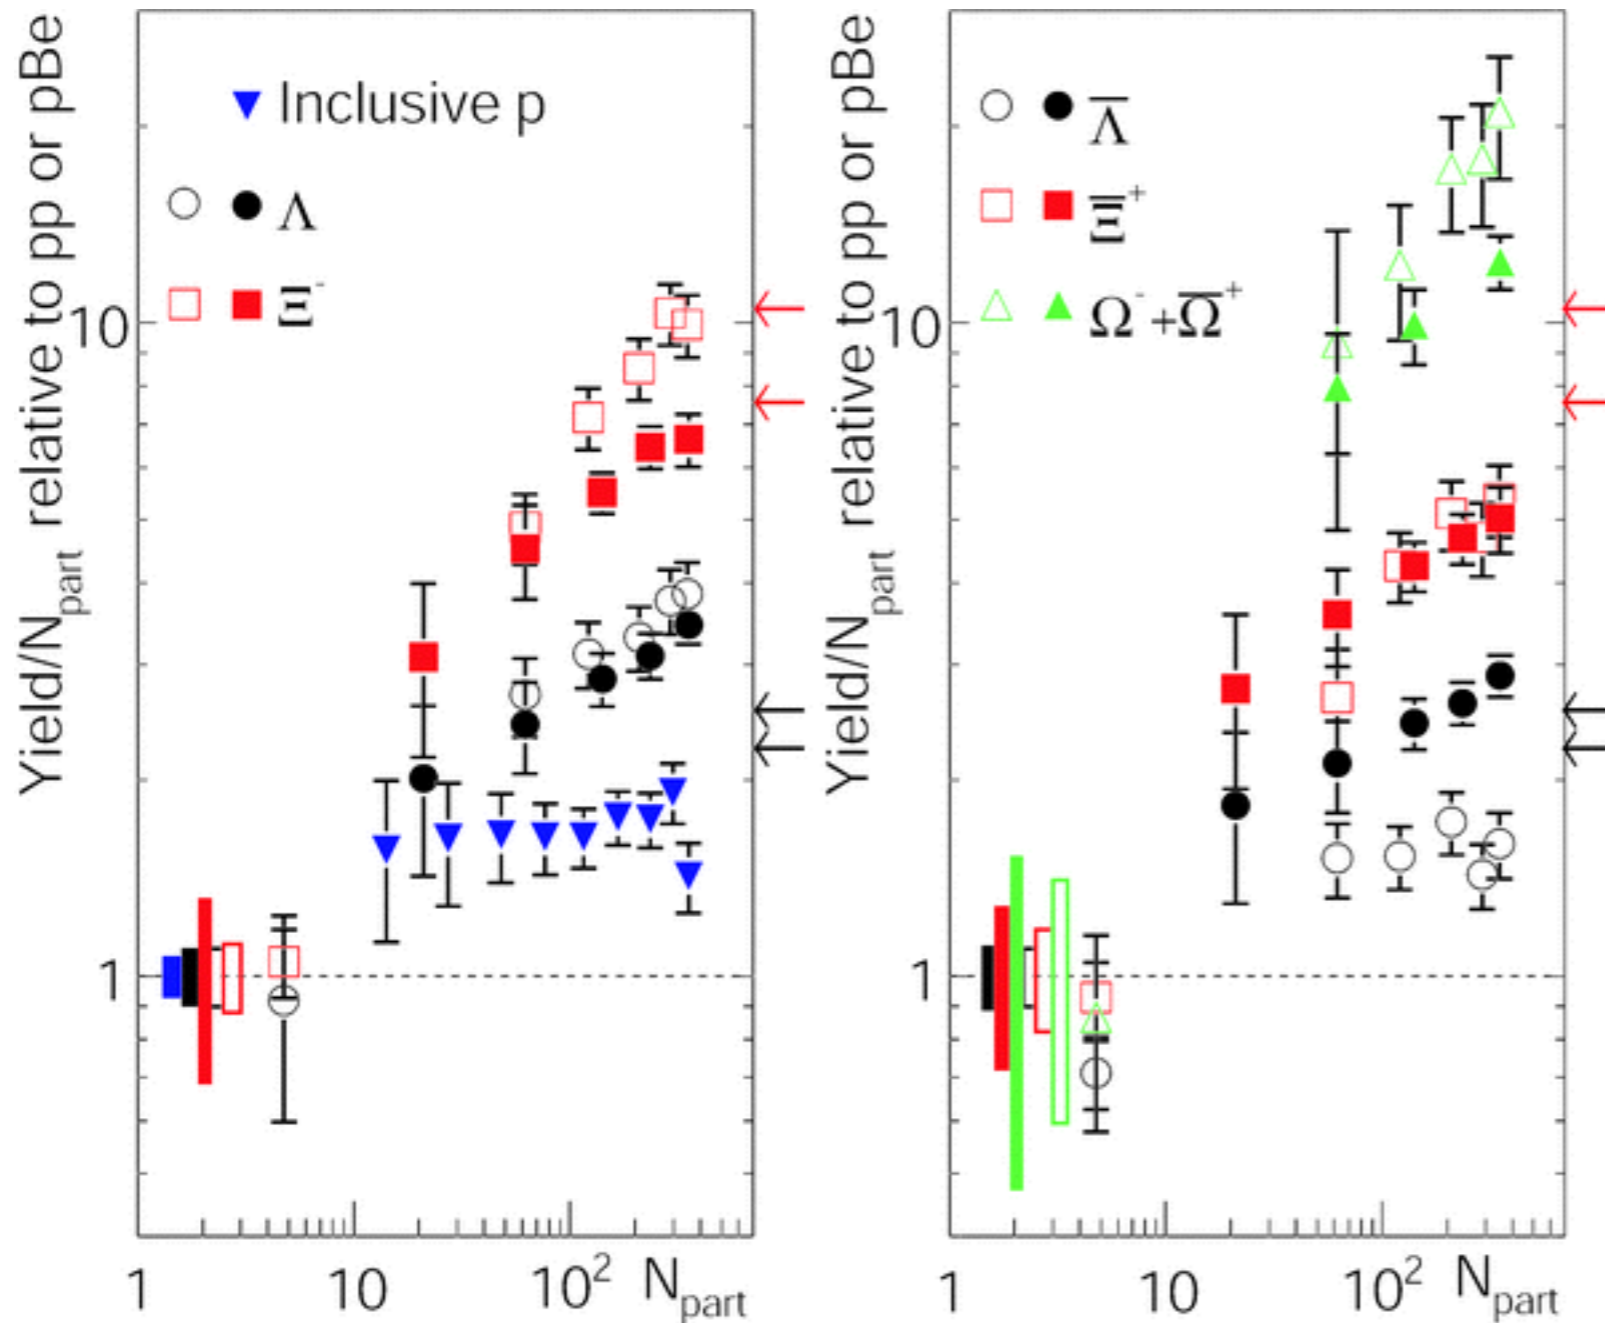 Yield/N_part relative to pp or pBe
Inclusive p
Λ
Ξ⁻
10
1
1 10 10² N_part
Yield/N_part relative to pp or pBe
Λ̅
Ξ̅⁺
Ω⁻+Ω̅⁺
10
1
1 10 10² N_part